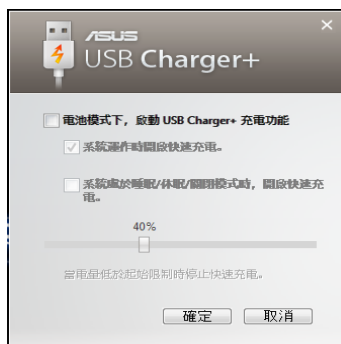 ASUS
USB Charger+
電池模式下，啟動 USB Charger+ 充電功能
系統運作時開啟快速充電。
系統處於睡眠/休眠/關閉模式時，開啟快速充
電。
40%
當電量低於起始限制時停止快速充電。
確定 取消